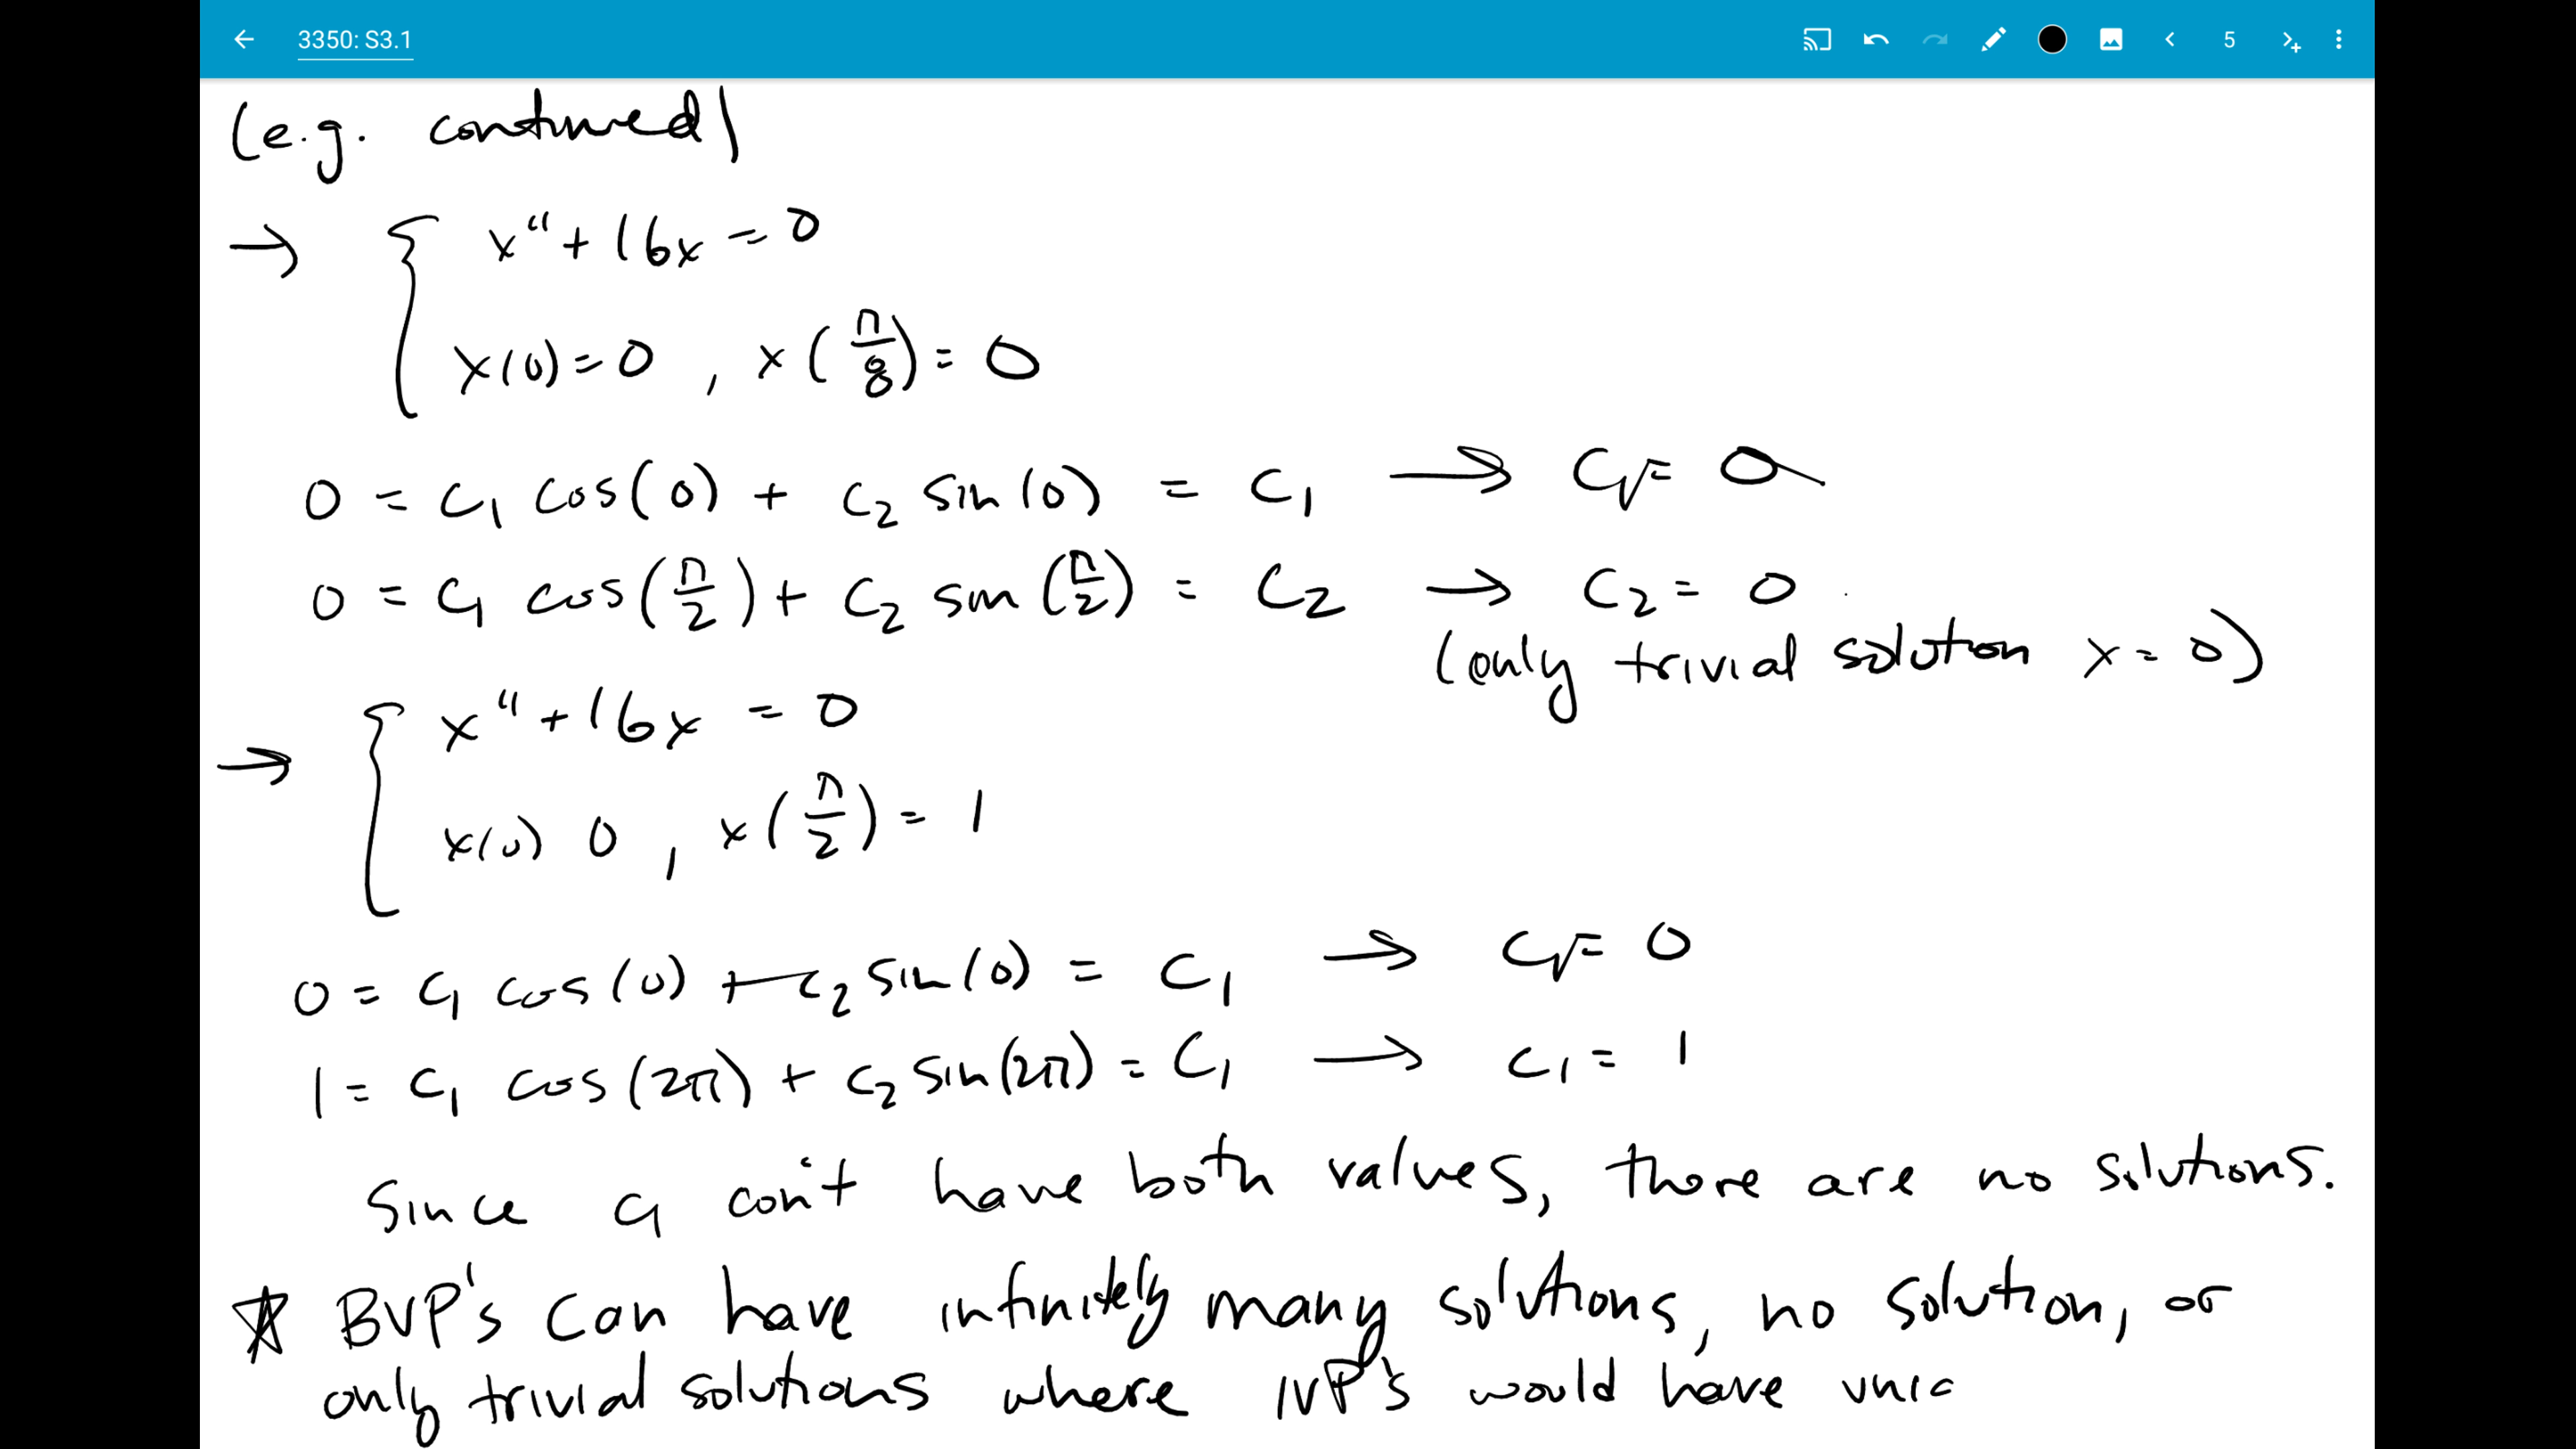 3350: S3.1
5
(e.g. continued)
→ { x" + 16x = 0
x(0) = 0 , x(π/8) = 0
0 = c₁ cos(0) + c₂ sin(0) = c₁ → c₁ = 0
0 = c₁ cos(π/2) + c₂ sin(π/2) = c₂ → c₂ = 0
(only trivial solution x = 0)
→ { x" + 16x = 0
x(0) 0 , x(π/2) = 1
0 = c₁ cos(0) + c₂ sin(0) = c₁ → c₁ = 0
1 = c₁ cos(2π) + c₂ sin(2π) = c₁ → c₁ = 1
Since c₁ can't have both values, there are no solutions.
☆ BVP's can have infinitely many solutions, no solution, or
only trivial solutions where IVP's would have unic